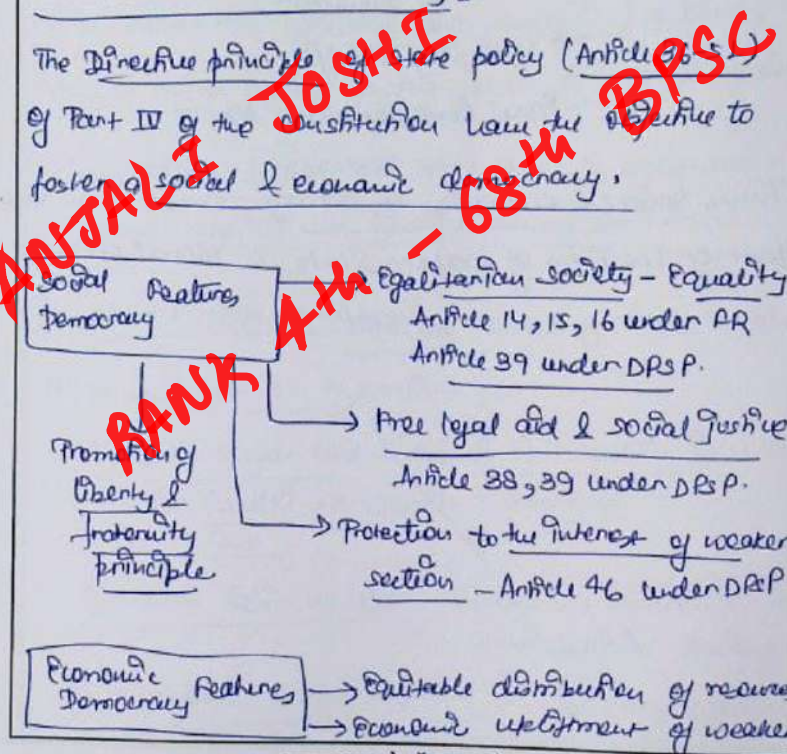 The Directive principle of state policy (Article 36-51)
of Part IV of the constitution have the objective to
foster a social & economic democracy.
ANJALI JOSHI
RANK 4th - 68th BPSC
Social Features
Democracy
→ Egalitarian society - Equality
Article 14, 15, 16 under FR
Article 39 under DPSP.
→ Free legal aid & social justice
Article 38, 39 under DPSP.
Promotion of
liberty &
fraternity
principle
→ Protection to the interest of weaker
section - Article 46 under DPSP
Economic
Democracy Features
→ Equitable distribution of
→ Economic upliftment of weaker